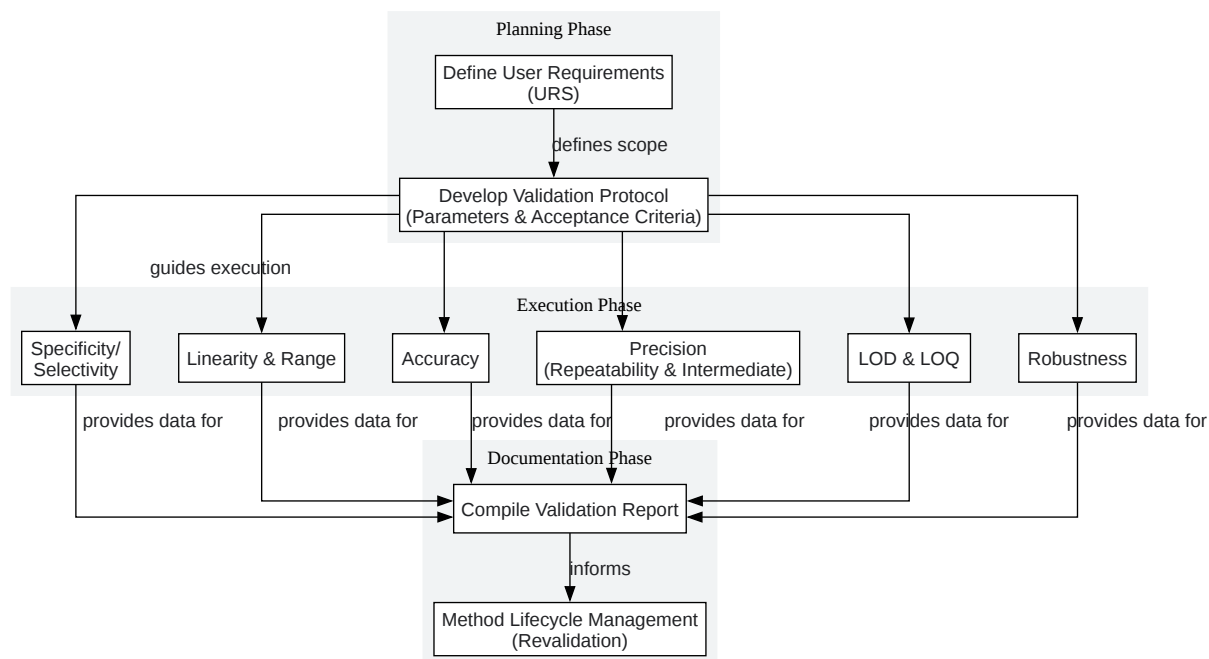 Planning Phase
Define User Requirements
(URS)
defines scope
Develop Validation Protocol
(Parameters & Acceptance Criteria)
guides execution
Execution Phase
Specificity/
Selectivity
Linearity & Range
Accuracy
Precision
(Repeatability & Intermediate)
LOD & LOQ
Robustness
provides data for
provides data for
provides data for
provides data for
provides data for
provides data for
Documentation Phase
Compile Validation Report
informs
Method Lifecycle Management
(Revalidation)